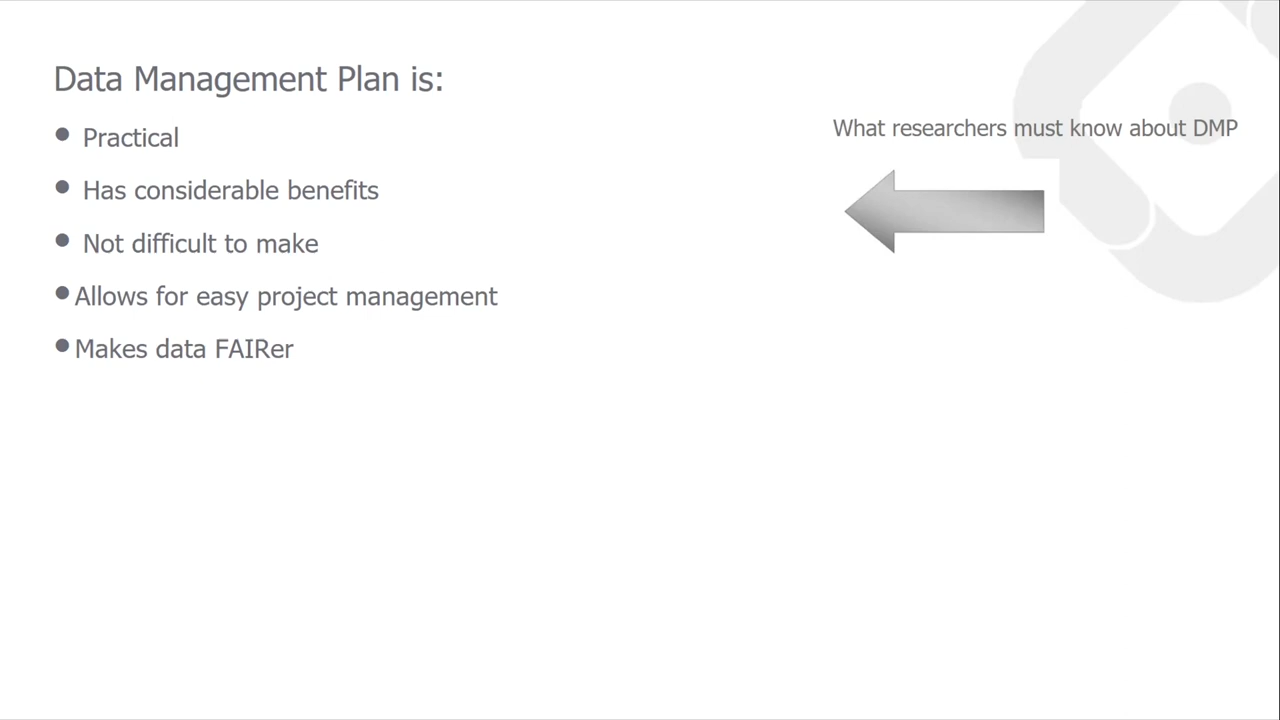 Data Management Plan is:
• Practical
• Has considerable benefits
• Not difficult to make
• Allows for easy project management
• Makes data FAIRer
What researchers must know about DMP